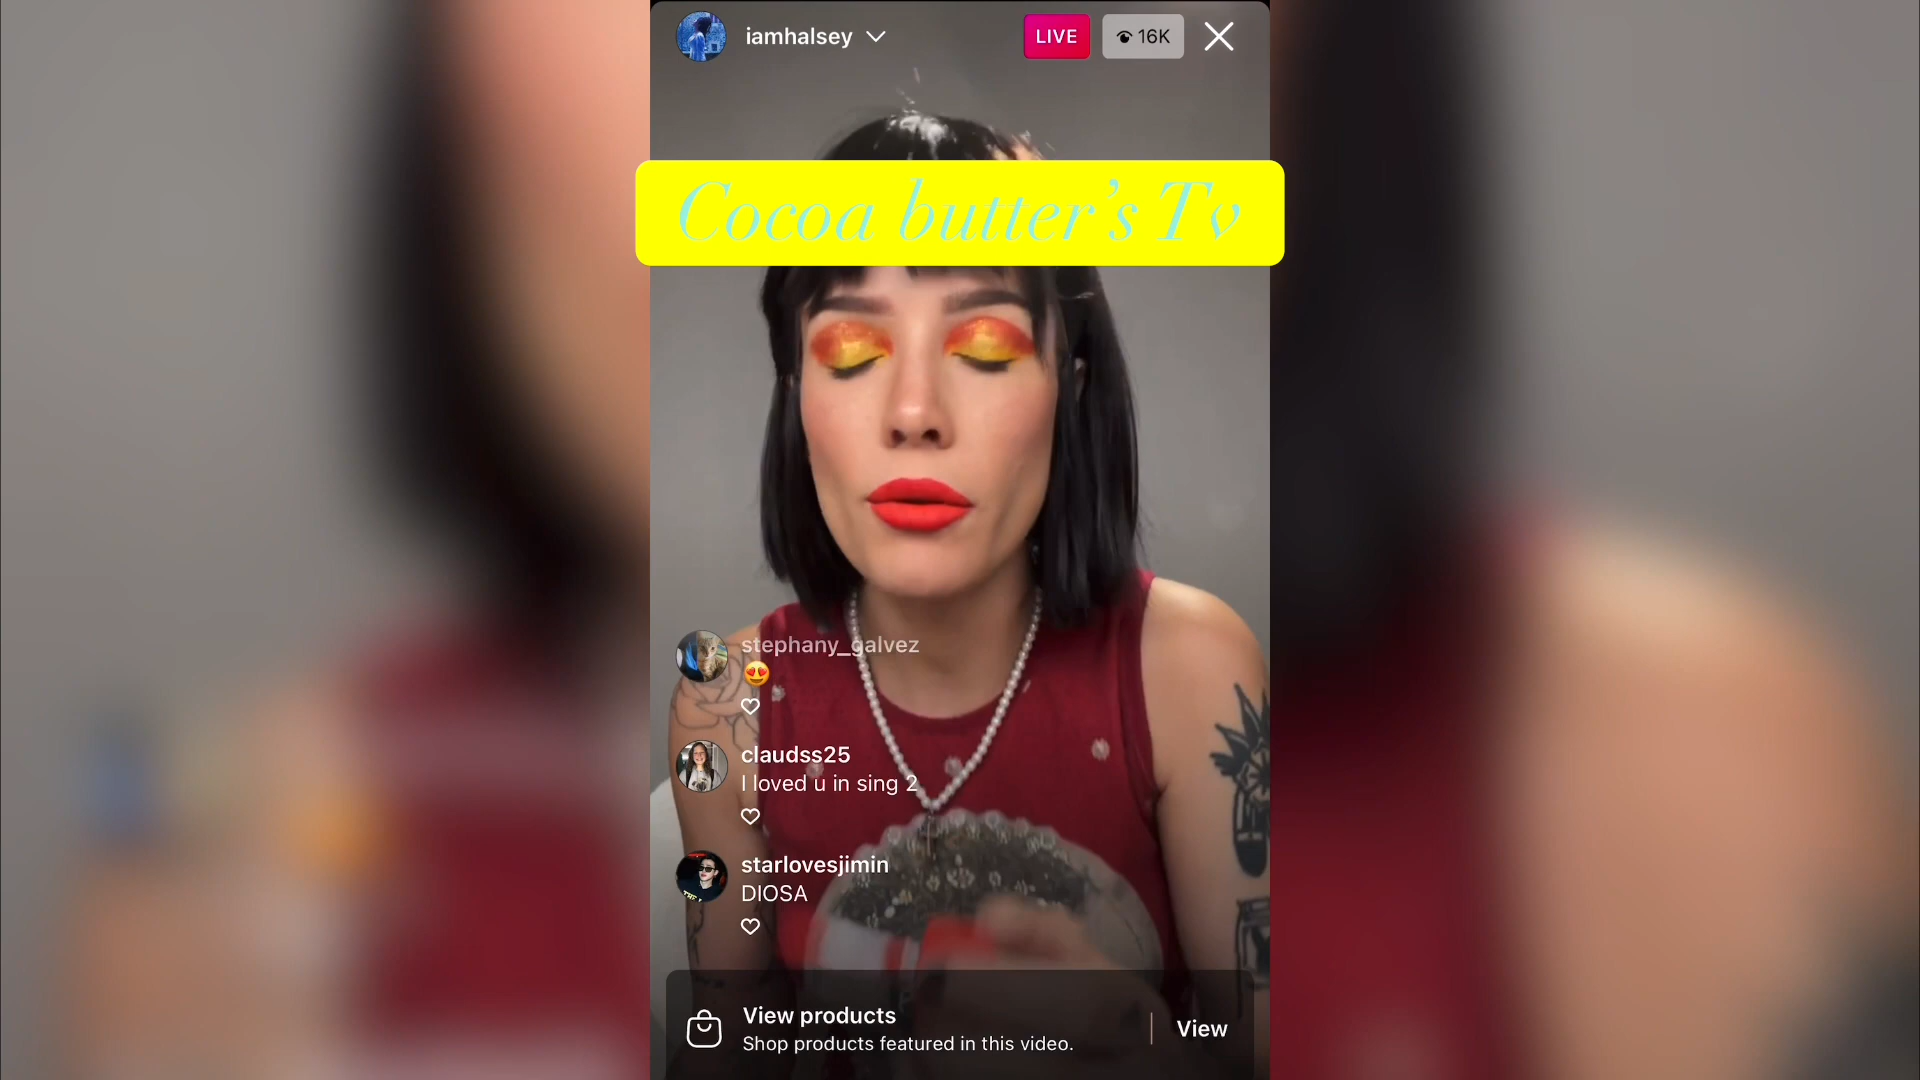 iamhalsey
LIVE
16K
Cocoa butter's Tv
stephany_galvez
claudss25
I loved u in sing 2
starlovesjimin
DIOSA
View products
Shop products featured in this video.
View